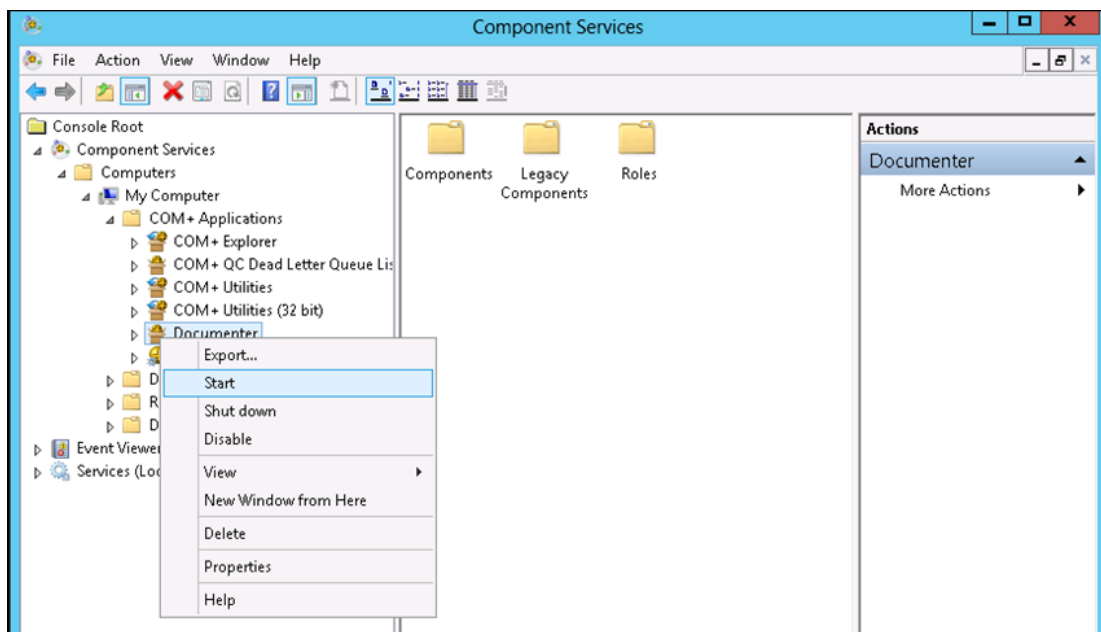 Component Services
File Action View Window Help
Console Root
Component Services
Computers
My Computer
COM+ Applications
COM+ Explorer
COM+ QC Dead Letter Queue Lis
COM+ Utilities
COM+ Utilities (32 bit)
Documenter
D
R
D
Event Viewer
Services (Loc
Export...
Start
Shut down
Disable
View
New Window from Here
Delete
Properties
Help
Components
Legacy
Components
Roles
Actions
Documenter
More Actions